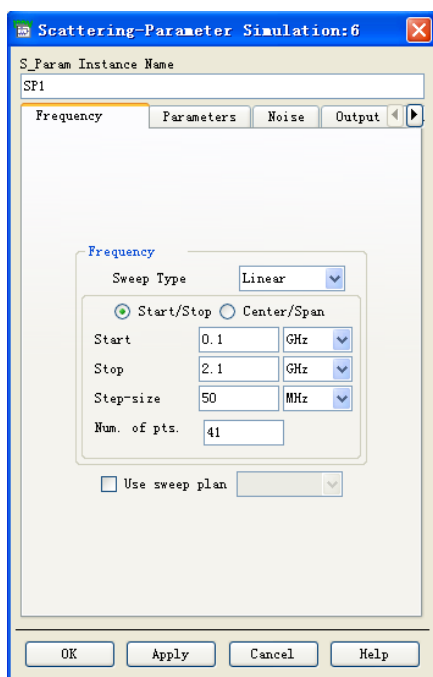 Scattering-Parameter Simulation:6
S_Param Instance Name
SP1
Frequency Parameters Noise Output
Frequency
Sweep Type Linear
Start/Stop Center/Span
Start 0.1 GHz
Stop 2.1 GHz
Step-size 50 MHz
Num. of pts. 41
Use sweep plan
OK Apply Cancel Help